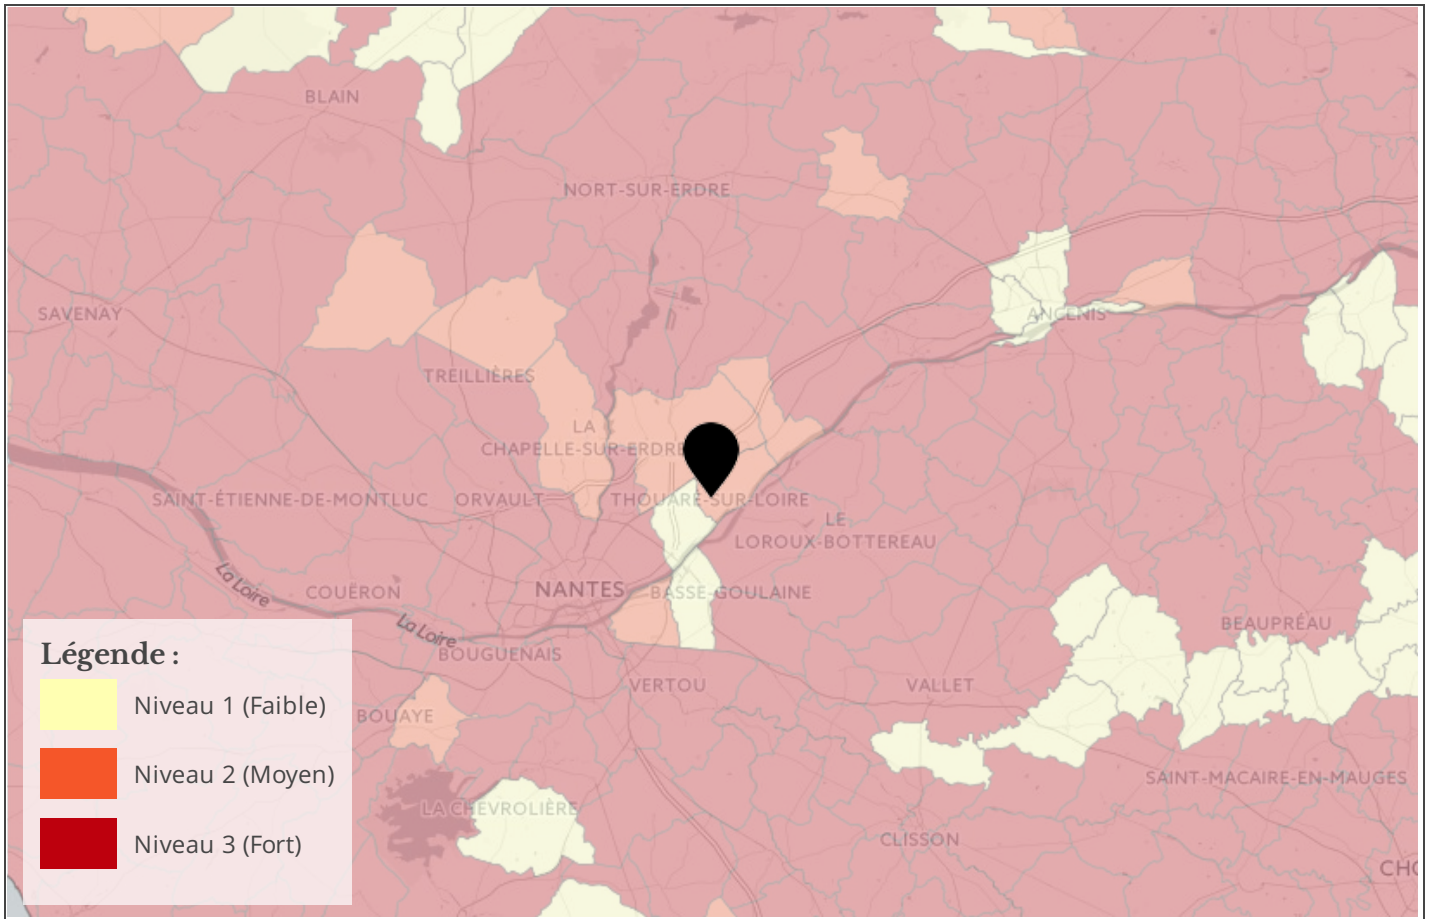 BLAIN
NORT-SUR-ERDRE
SAVENAY
ANCENIS
TREILLIÈRES
LA
CHAPELLE-SUR-ERDRE
SAINT-ÉTIENNE-DE-MONTLUC
ORVAULT
THOUARÉ-SUR-LOIRE
LE
LOROUX-BOTTEREAU
La Loire
COUËRON
NANTES
BASSE-GOULAINE
La Loire
BEAUPRÉAU
BOUGUENAIS
VERTOU
VALLET
BOUAYE
SAINT-MACAIRE-EN-MAUGES
LA CHEVROLIÈRE
CLISSON
CHO
Légende :
Niveau 1 (Faible)
Niveau 2 (Moyen)
Niveau 3 (Fort)